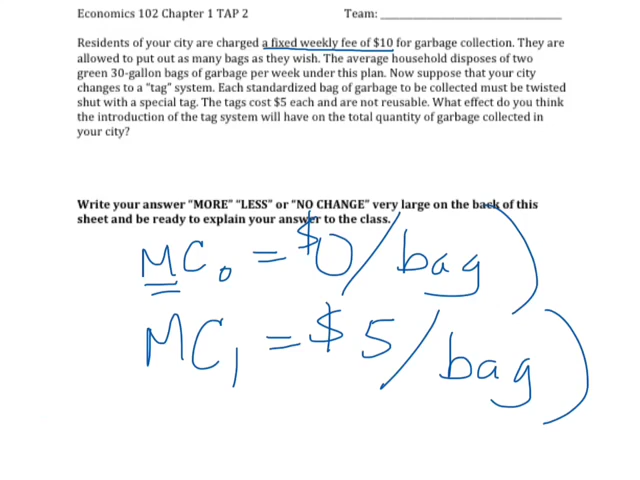 Economics 102 Chapter 1 TAP 2 Team: ____________________
Residents of your city are charged a fixed weekly fee of $10 for garbage collection. They are
allowed to put out as many bags as they wish. The average household disposes of two
green 30-gallon bags of garbage per week under this plan. Now suppose that your city
changes to a "tag" system. Each standardized bag of garbage to be collected must be twisted
shut with a special tag. The tags cost $5 each and are not reusable. What effect do you think
the introduction of the tag system will have on the total quantity of garbage collected in
your city?
Write your answer "MORE" "LESS" or "NO CHANGE" very large on the back of this
sheet and be ready to explain your answer to the class.
MC₀ = $0/bag)
MC₁ = $5/bag)